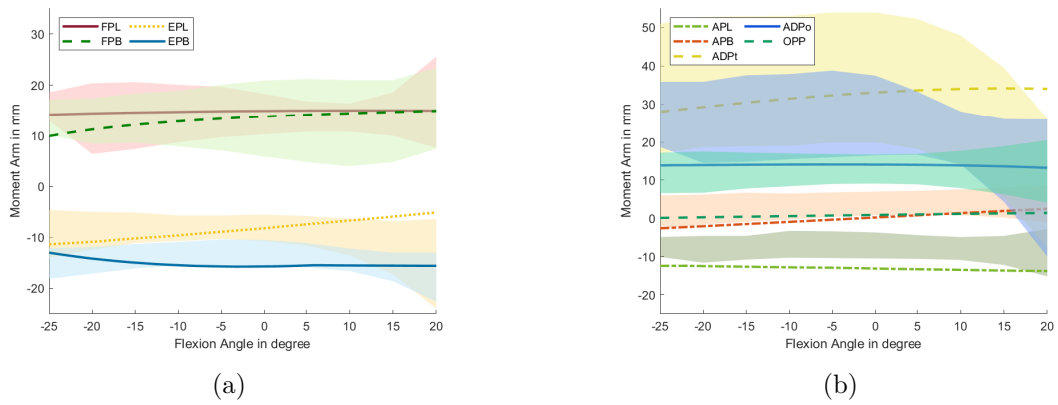 FPL EPL
FPB EPB
30
20
10
0
-10
-20
Moment Arm in mm
-25 -20 -15 -10 -5 0 5 10 15 20
Flexion Angle in degree
(a)
APL ADPo
APB OPP
ADPt
50
40
30
20
10
0
-10
-20
Moment Arm in mm
-25 -20 -15 -10 -5 0 5 10 15 20
Flexion Angle in degree
(b)